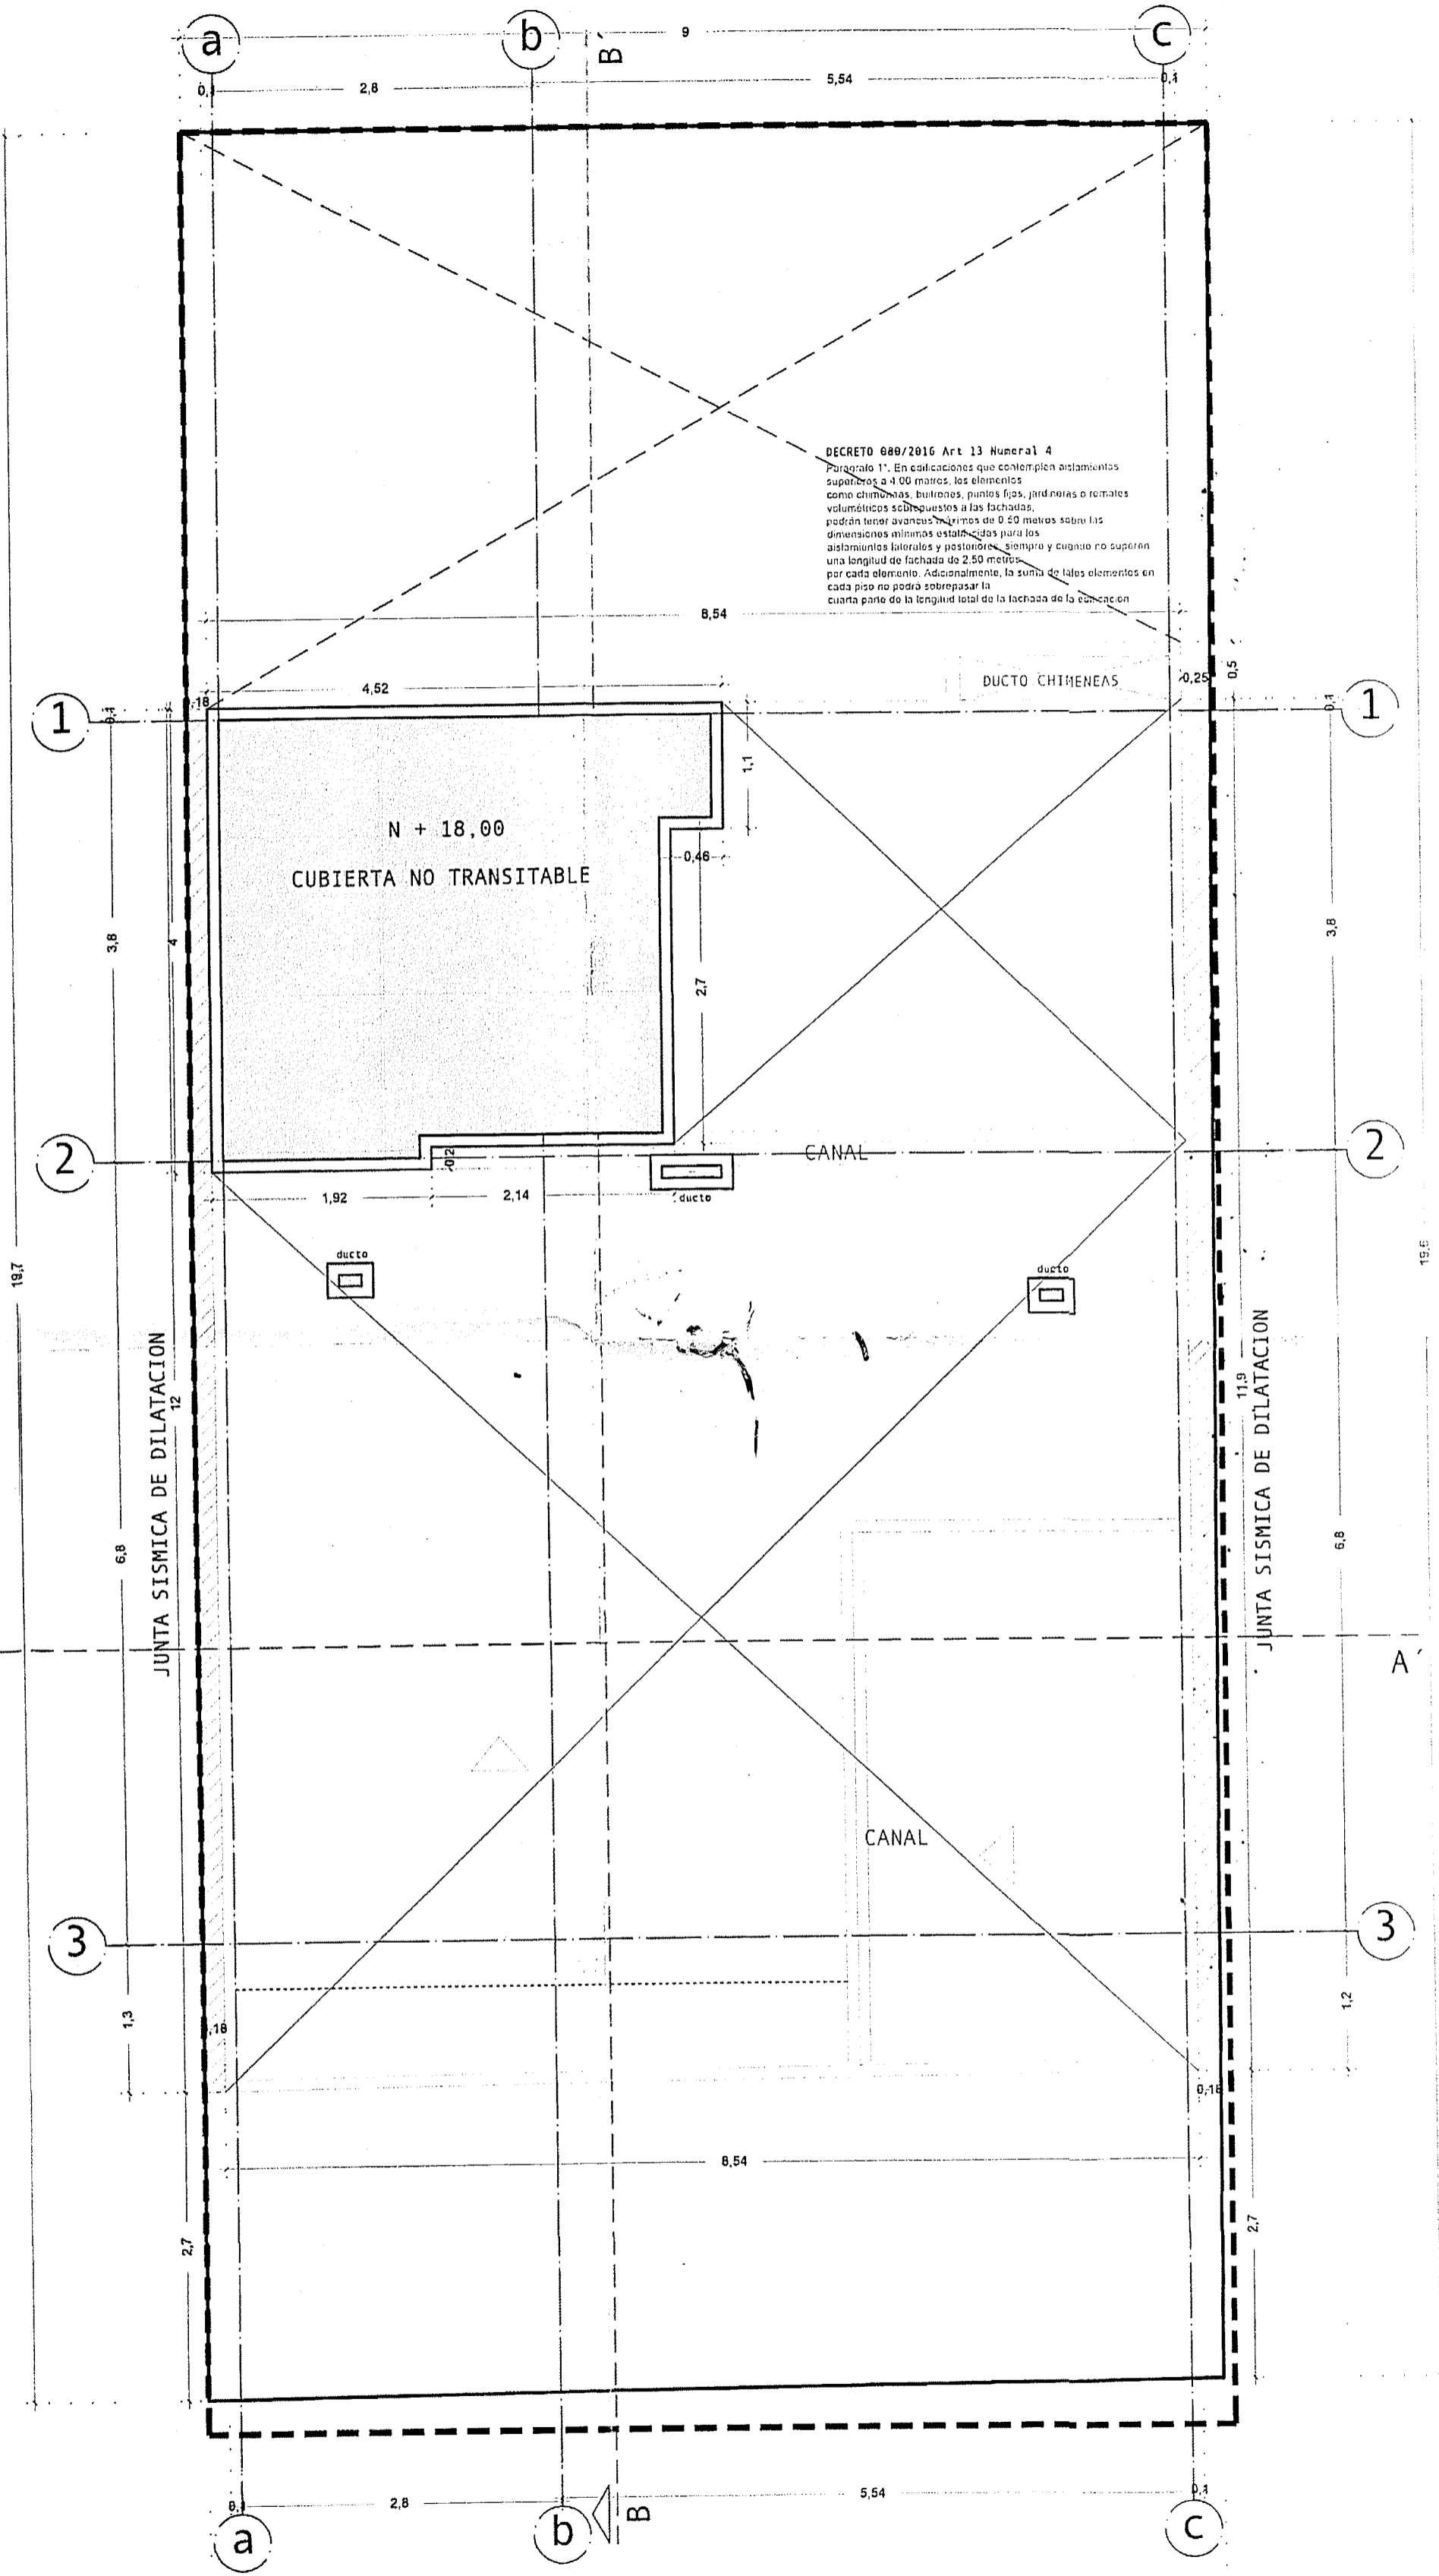 a
b
B´
9
c
0,1
2,8
5,54
0,1
DECRETO 080/2016 Art 13 Numeral 4
Paragrafo 1°. En edificaciones que contemplen aislamientos
superiores a 4.00 metros, los elementos
como chimeneas, buitrones, puntos fijos, jardineras o remates
volumétricos sobrepuestos a las fachadas,
podrán tener avances máximos de 0.50 metros sobre las
dimensiones mínimas establecidas para los
aislamientos laterales y posteriores, siempre y cuando no superen
una longitud de fachada de 2.50 metros
por cada elemento. Adicionalmente, la suma de tales elementos en
cada piso no podrá sobrepasar la
cuarta parte de la longitud total de la fachada de la edificación
8,54
4,52
DUCTO CHIMENEAS
0,25
0,5
,18
1
0,1
0,1
1
1,1
N + 18,00
CUBIERTA NO TRANSITABLE
0,46
3,8
4
2,7
3,8
2
0,2
CANAL
2
1,92
2,14
ducto
ducto
ducto
19,7
12
11,9
JUNTA SISMICA DE DILATACION
JUNTA SISMICA DE DILATACION
6,8
6,8
A´
CANAL
3
3
1,3
,18
1,2
0,18
8,54
2,7
2,7
0,1
2,8
5,54
0,1
a
b
B
c